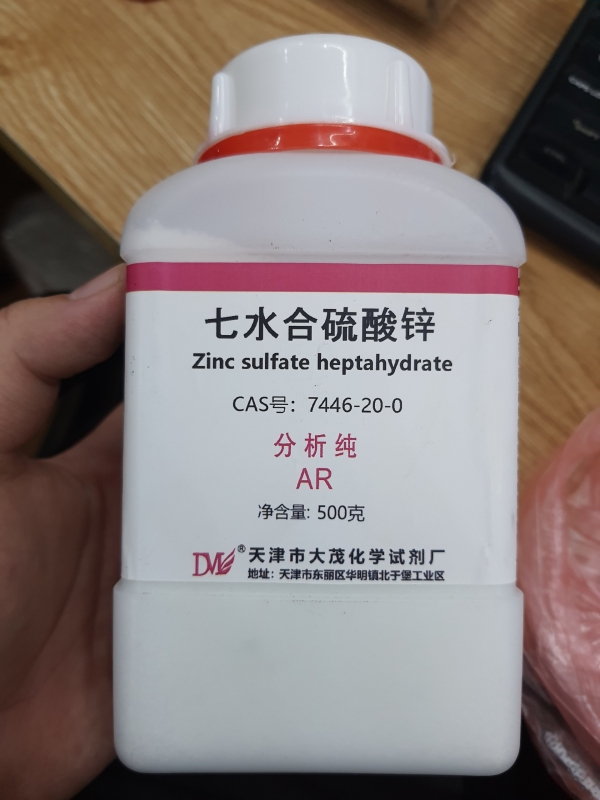 七水合硫酸锌
Zinc sulfate heptahydrate
CAS号: 7446-20-0
分析纯
AR
净含量: 500克
DM® 天津市大茂化学试剂厂
地址: 天津市东丽区华明镇北于堡工业区